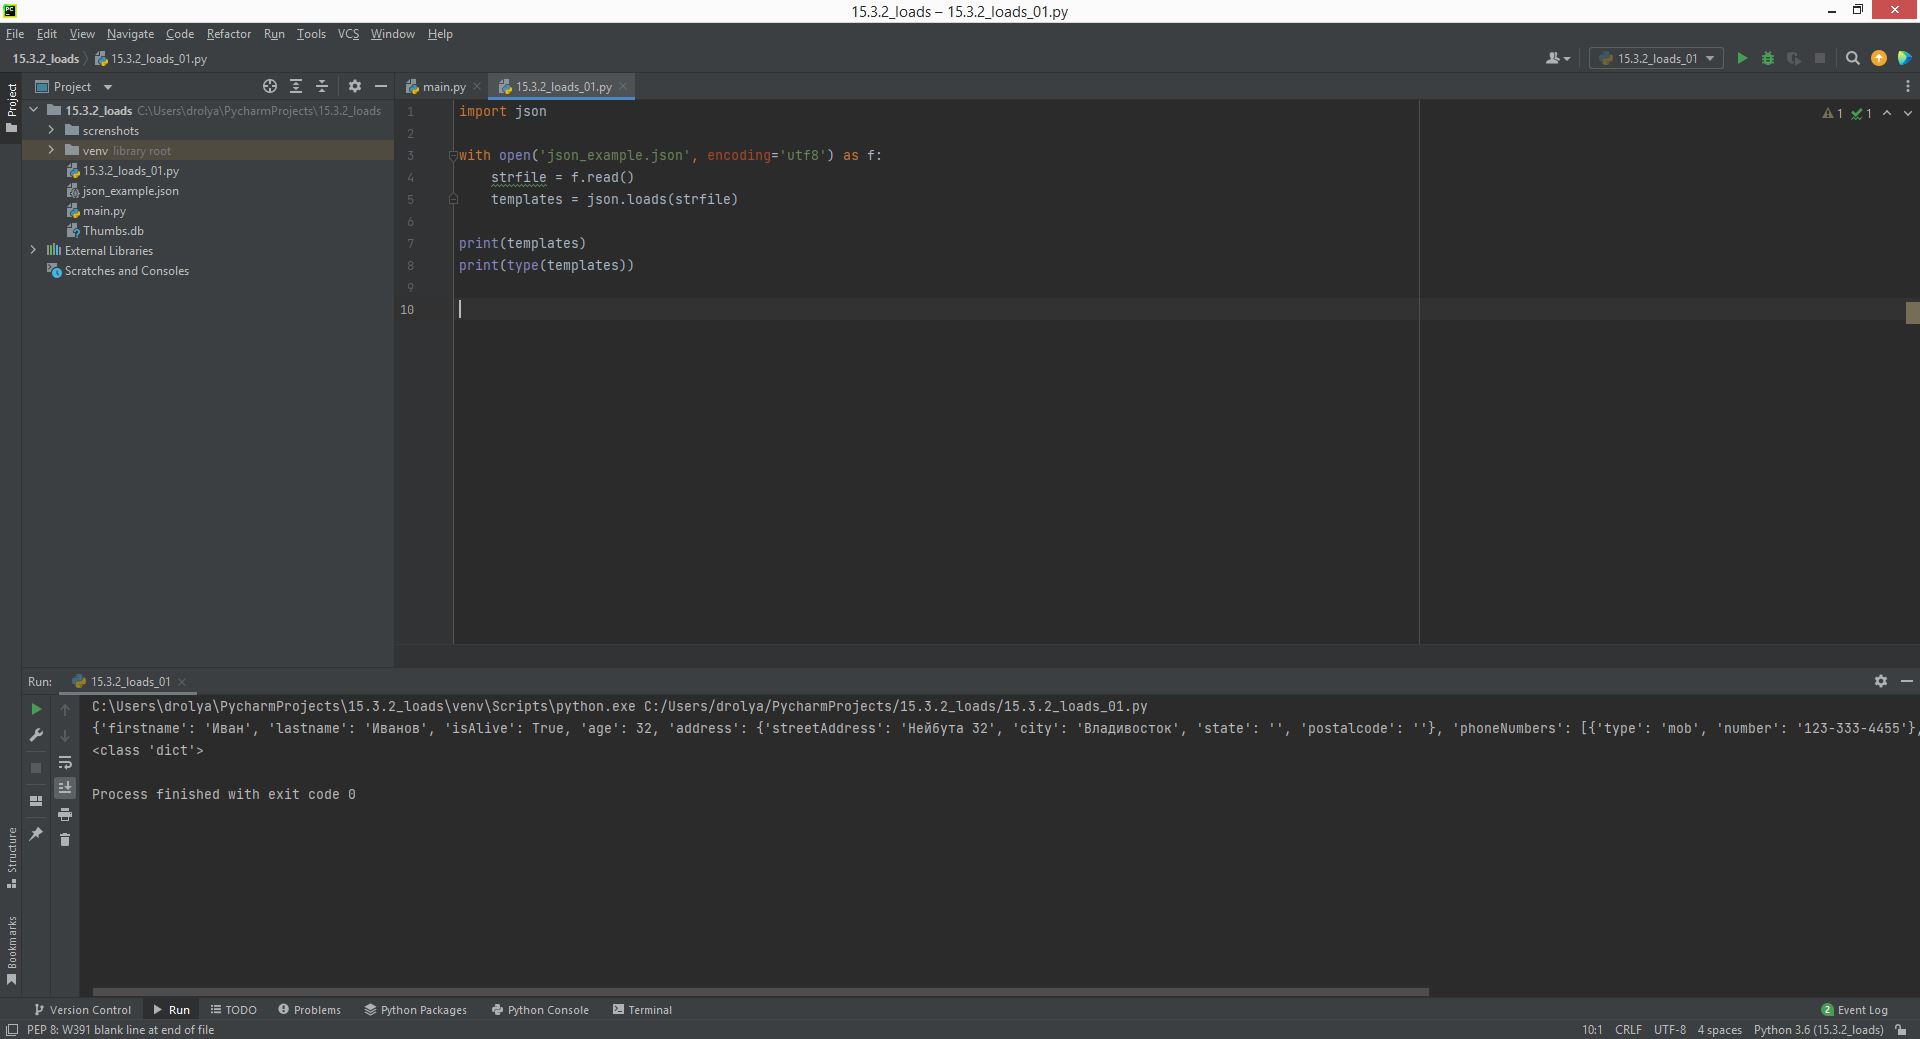 15.3.2_loads – 15.3.2_loads_01.py
File Edit View Navigate Code Refactor Run Tools VCS Window Help
15.3.2_loads 15.3.2_loads_01.py
15.3.2_loads_01
Project
Project
main.py
15.3.2_loads_01.py
15.3.2_loads C:\Users\drolya\PycharmProjects\15.3.2_loads
screnshots
venv library root
15.3.2_loads_01.py
json_example.json
main.py
Thumbs.db
External Libraries
Scratches and Consoles
1 import json
2
3 with open('json_example.json', encoding='utf8') as f:
4 strfile = f.read()
5 templates = json.loads(strfile)
6
7 print(templates)
8 print(type(templates))
9
10
1 1
Run: 15.3.2_loads_01
C:\Users\drolya\PycharmProjects\15.3.2_loads\venv\Scripts\python.exe C:/Users/drolya/PycharmProjects/15.3.2_loads/15.3.2_loads_01.py
{'firstname': 'Иван', 'lastname': 'Иванов', 'isAlive': True, 'age': 32, 'address': {'streetAddress': 'Нейбута 32', 'city': 'Владивосток', 'state': '', 'postalcode': ''}, 'phoneNumbers': [{'type': 'mob', 'number': '123-333-4455'},
<class 'dict'>
Process finished with exit code 0
Structure
Bookmarks
Version Control Run TODO Problems Python Packages Python Console Terminal
2 Event Log
PEP 8: W391 blank line at end of file
10:1 CRLF UTF-8 4 spaces Python 3.6 (15.3.2_loads)